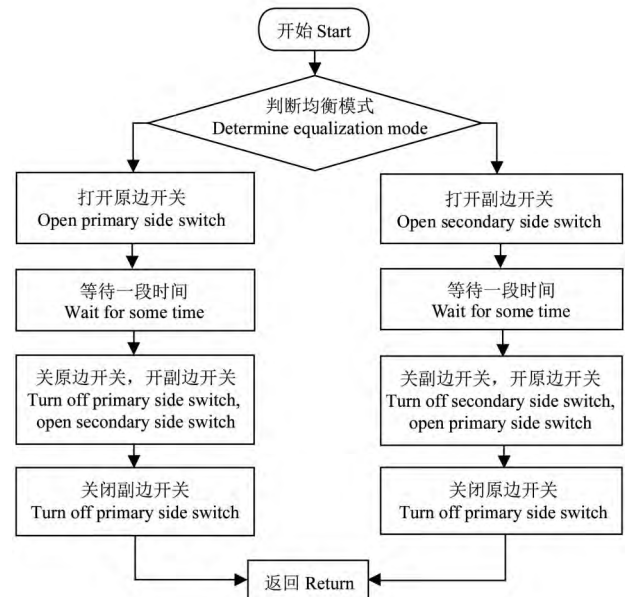 开始 Start
判断均衡模式
Determine equalization mode
打开原边开关
Open primary side switch
等待一段时间
Wait for some time
关原边开关，开副边开关
Turn off primary side switch,
open secondary side switch
关闭副边开关
Turn off primary side switch
打开副边开关
Open secondary side switch
等待一段时间
Wait for some time
关副边开关，开原边开关
Turn off secondary side switch,
open primary side switch
关闭原边开关
Turn off primary side switch
返回 Return